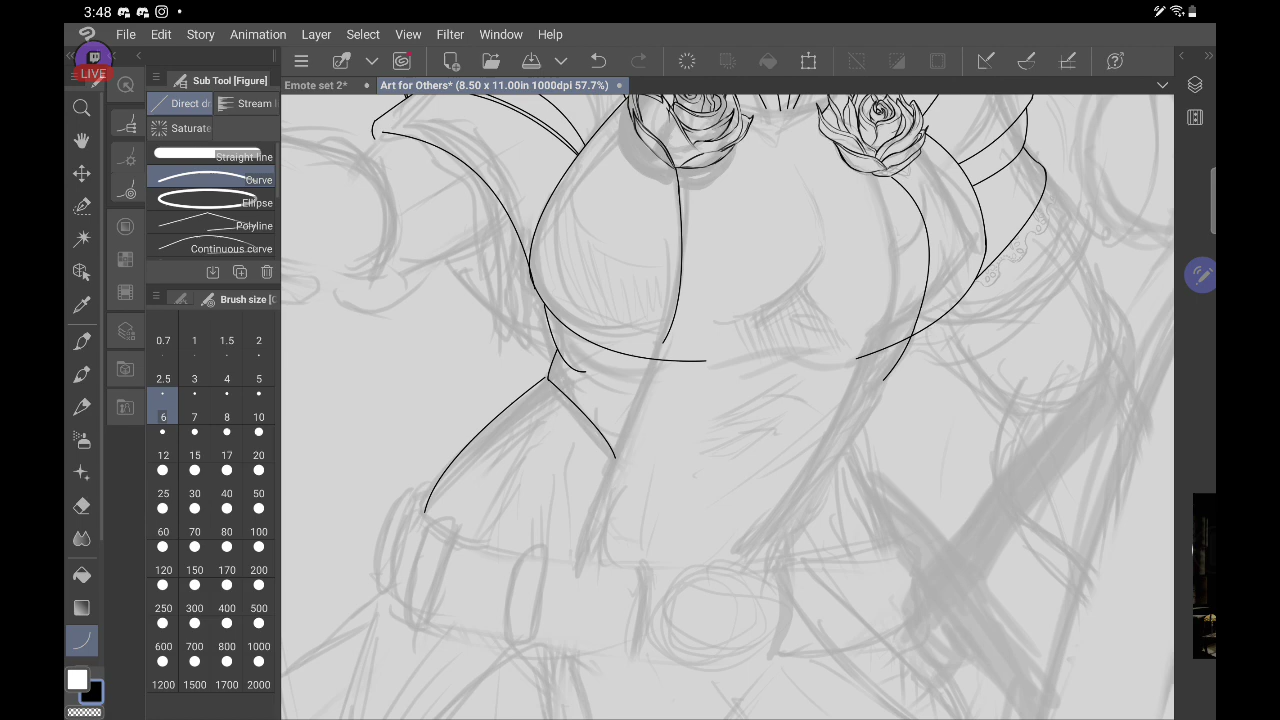 3:48
File Edit Story Animation Layer Select View Filter Window Help
LIVE
Sub Tool [Figure]
Emote set 2* Art for Others* (8.50 x 11.00in 1000dpi 57.7%)
Direct dr Stream l
Saturate
Straight line
Curve
Ellipse
Polyline
Continuous curve
Brush size [C
0.7 1 1.5 2
2.5 3 4 5
6 7 8 10
12 15 17 20
25 30 40 50
60 70 80 100
120 150 170 200
250 300 400 500
600 700 800 1000
1200 1500 1700 2000